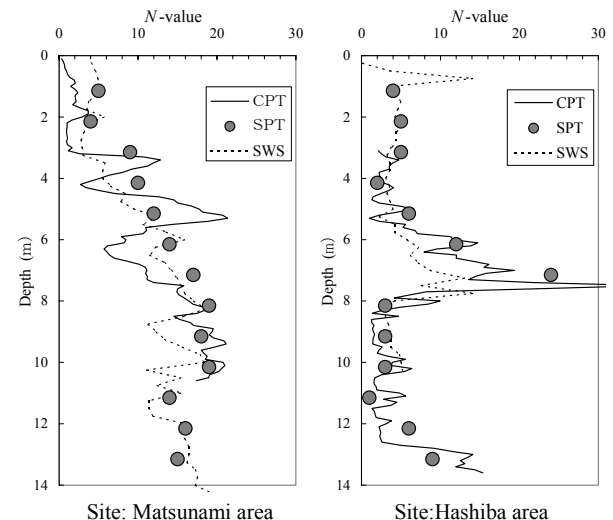 N-value
0 10 20 30
0
2
4
6
8
10
12
14
Depth (m)
CPT
SPT
SWS
Site: Matsunami area
N-value
0 10 20 30
0
2
4
6
8
10
12
14
Depth (m)
CPT
SPT
SWS
Site:Hashiba area